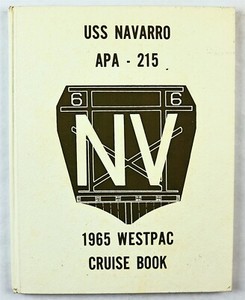 USS NAVARRO
APA - 215
6 6
NV
1965 WESTPAC
CRUISE BOOK